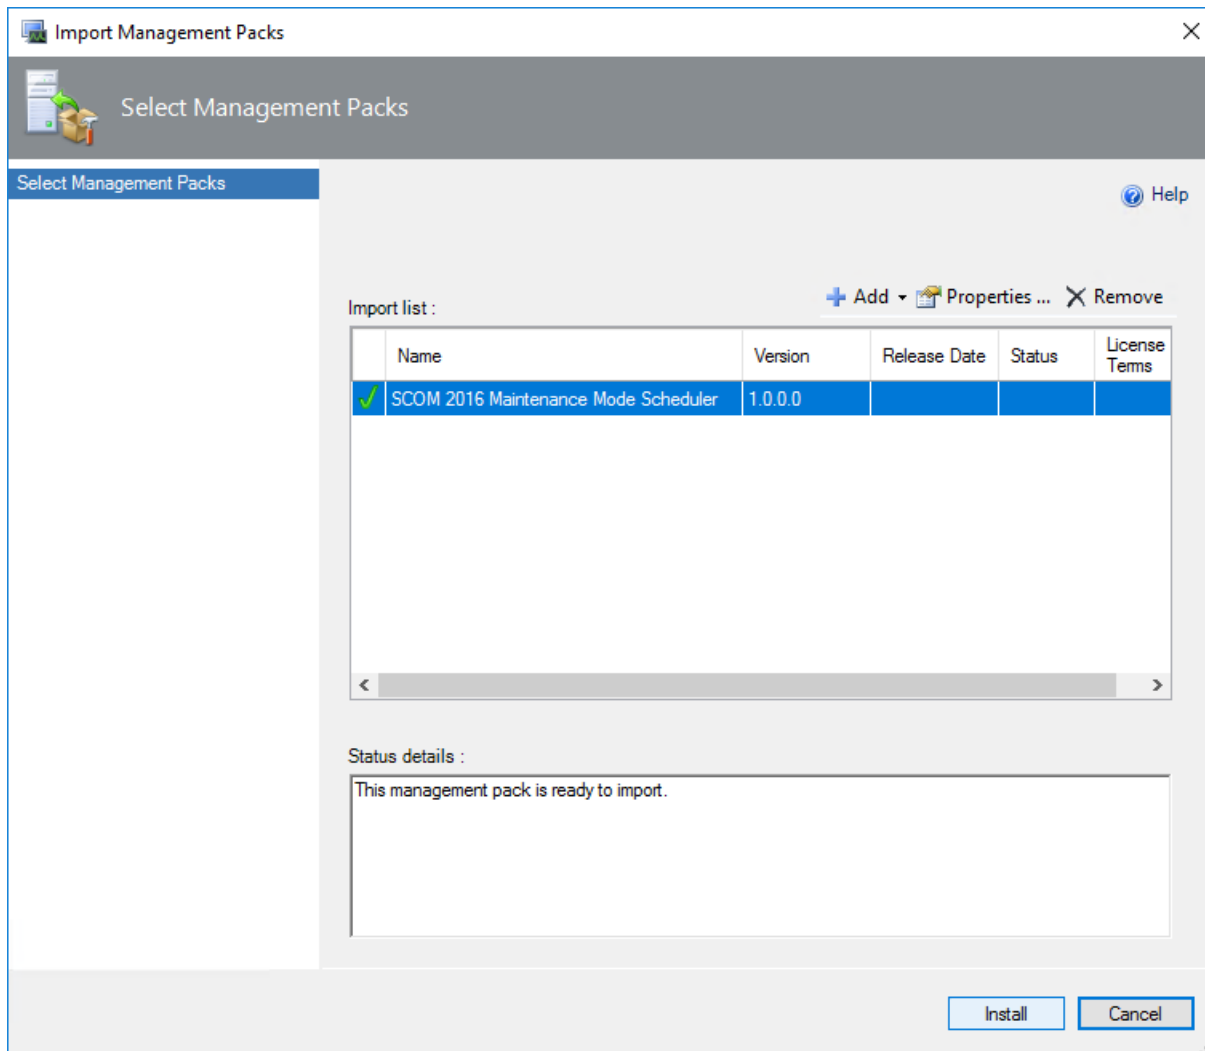 Import Management Packs
Select Management Packs
Select Management Packs
Help
Add
Properties ...
Remove
Import list :
Name
Version
Release Date
Status
License
Terms
SCOM 2016 Maintenance Mode Scheduler
1.0.0.0
Status details :
This management pack is ready to import.
Install
Cancel